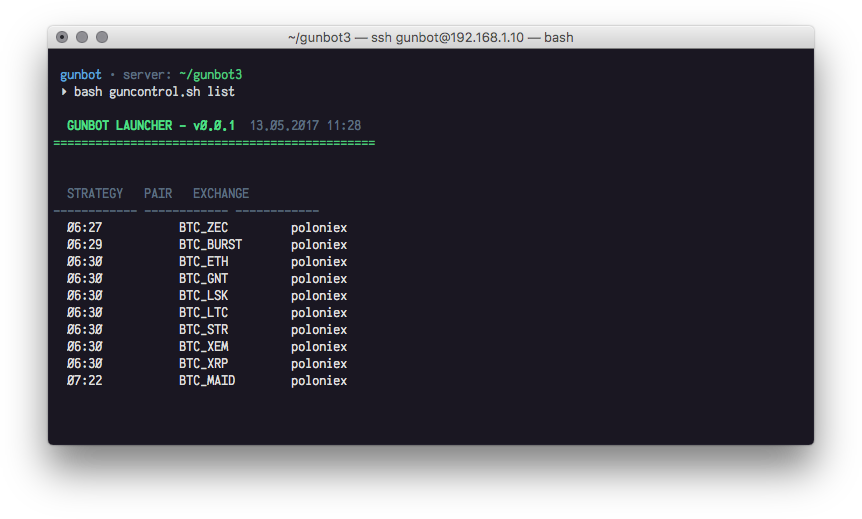 ~/gunbot3 — ssh gunbot@192.168.1.10 — bash
gunbot · server: ~/gunbot3
▸ bash guncontrol.sh list
GUNBOT LAUNCHER - v0.0.1 13.05.2017 11:28
==============================================
STRATEGY PAIR EXCHANGE
------------ ------------ ------------
06:27 BTC_ZEC poloniex
06:29 BTC_BURST poloniex
06:30 BTC_ETH poloniex
06:30 BTC_GNT poloniex
06:30 BTC_LSK poloniex
06:30 BTC_LTC poloniex
06:30 BTC_STR poloniex
06:30 BTC_XEM poloniex
06:30 BTC_XRP poloniex
07:22 BTC_MAID poloniex